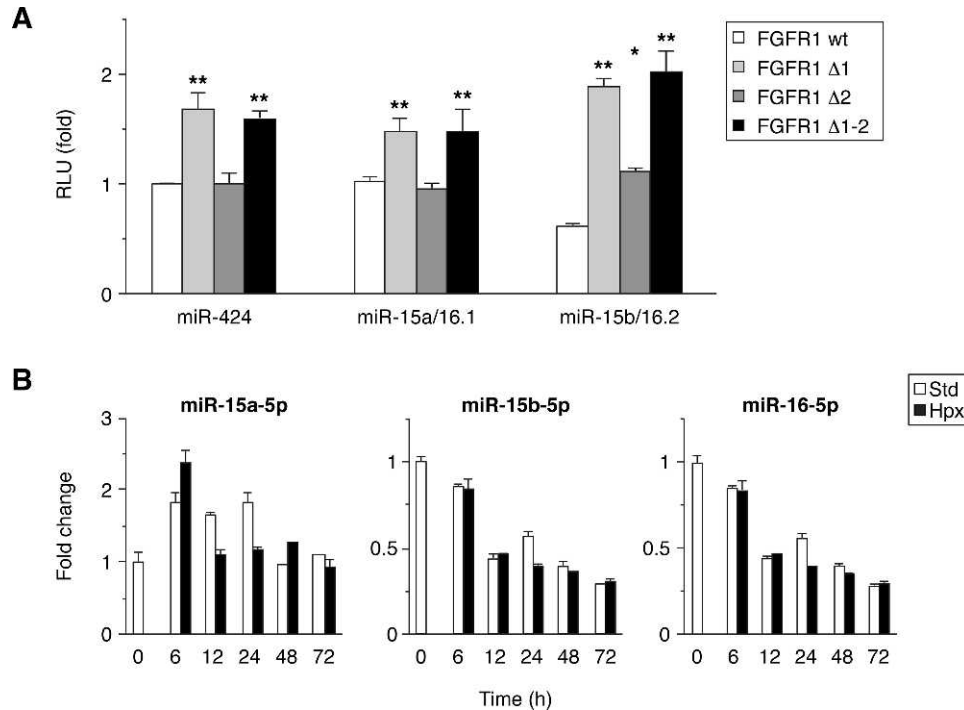 A
RLU (fold)
2
1
0
** ** ** ** ** * **
miR-424 miR-15a/16.1 miR-15b/16.2
FGFR1 wt
FGFR1 Δ1
FGFR1 Δ2
FGFR1 Δ1-2
B
Std
Hpx
miR-15a-5p
Fold change
3
2
1
0
0 6 12 24 48 72
miR-15b-5p
1
0.5
0
0 6 12 24 48 72
miR-16-5p
1
0.5
0
0 6 12 24 48 72
Time (h)